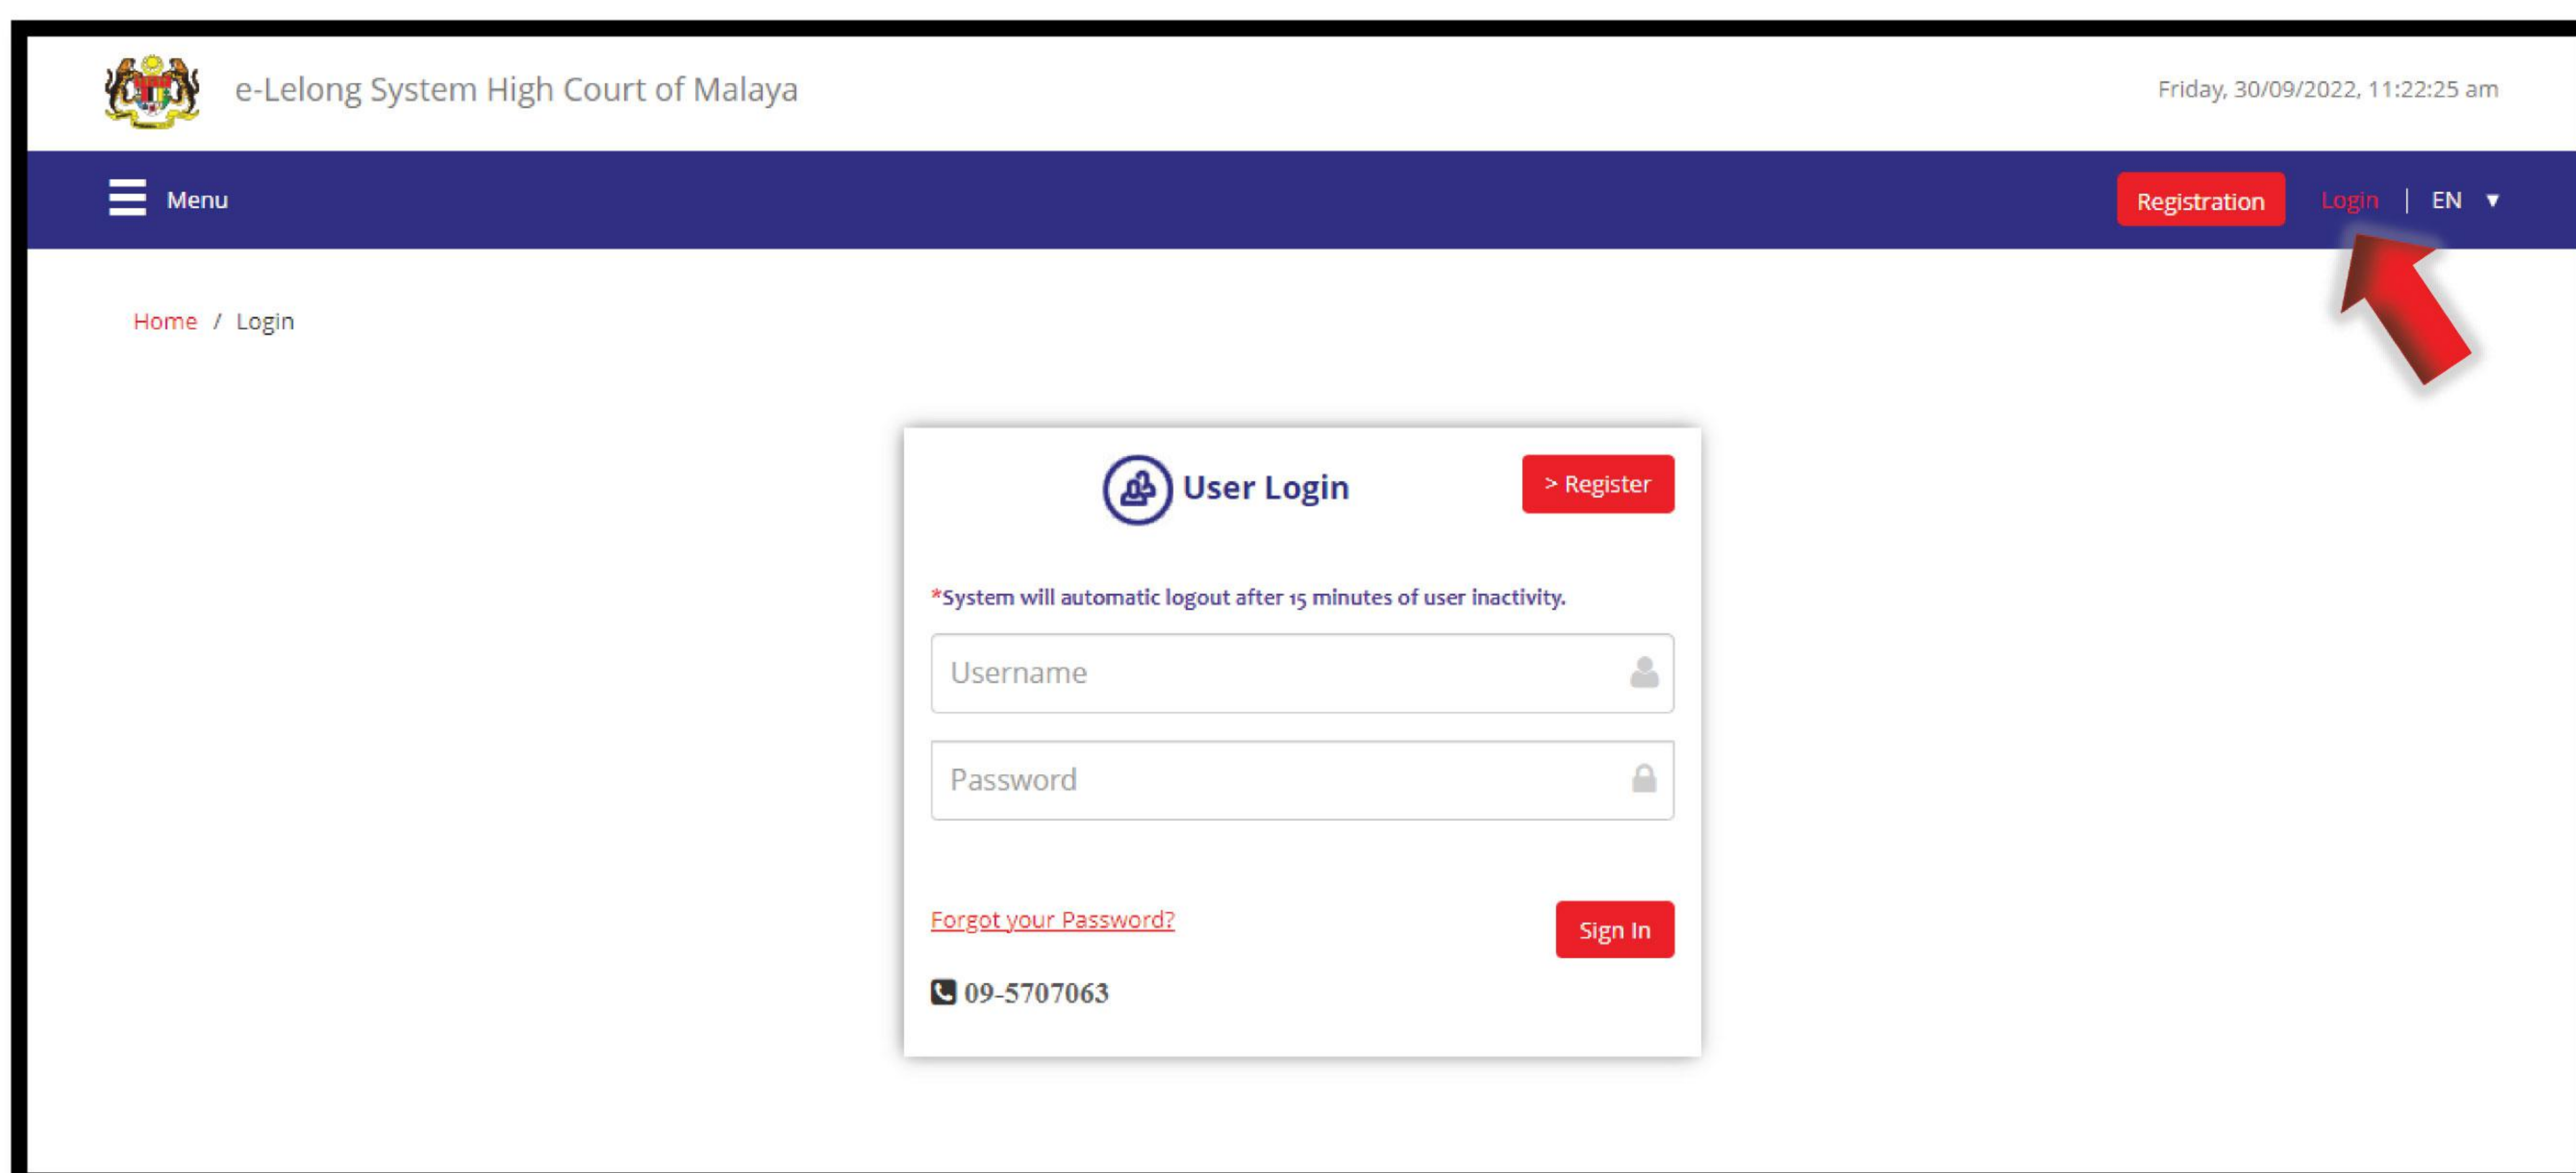 e-Lelong System High Court of Malaya
Friday, 30/09/2022, 11:22:25 am
Menu
Registration Login | EN ▼
Home / Login
User Login
> Register
*System will automatic logout after 15 minutes of user inactivity.
Username
Password
Forgot your Password?
Sign In
09-5707063